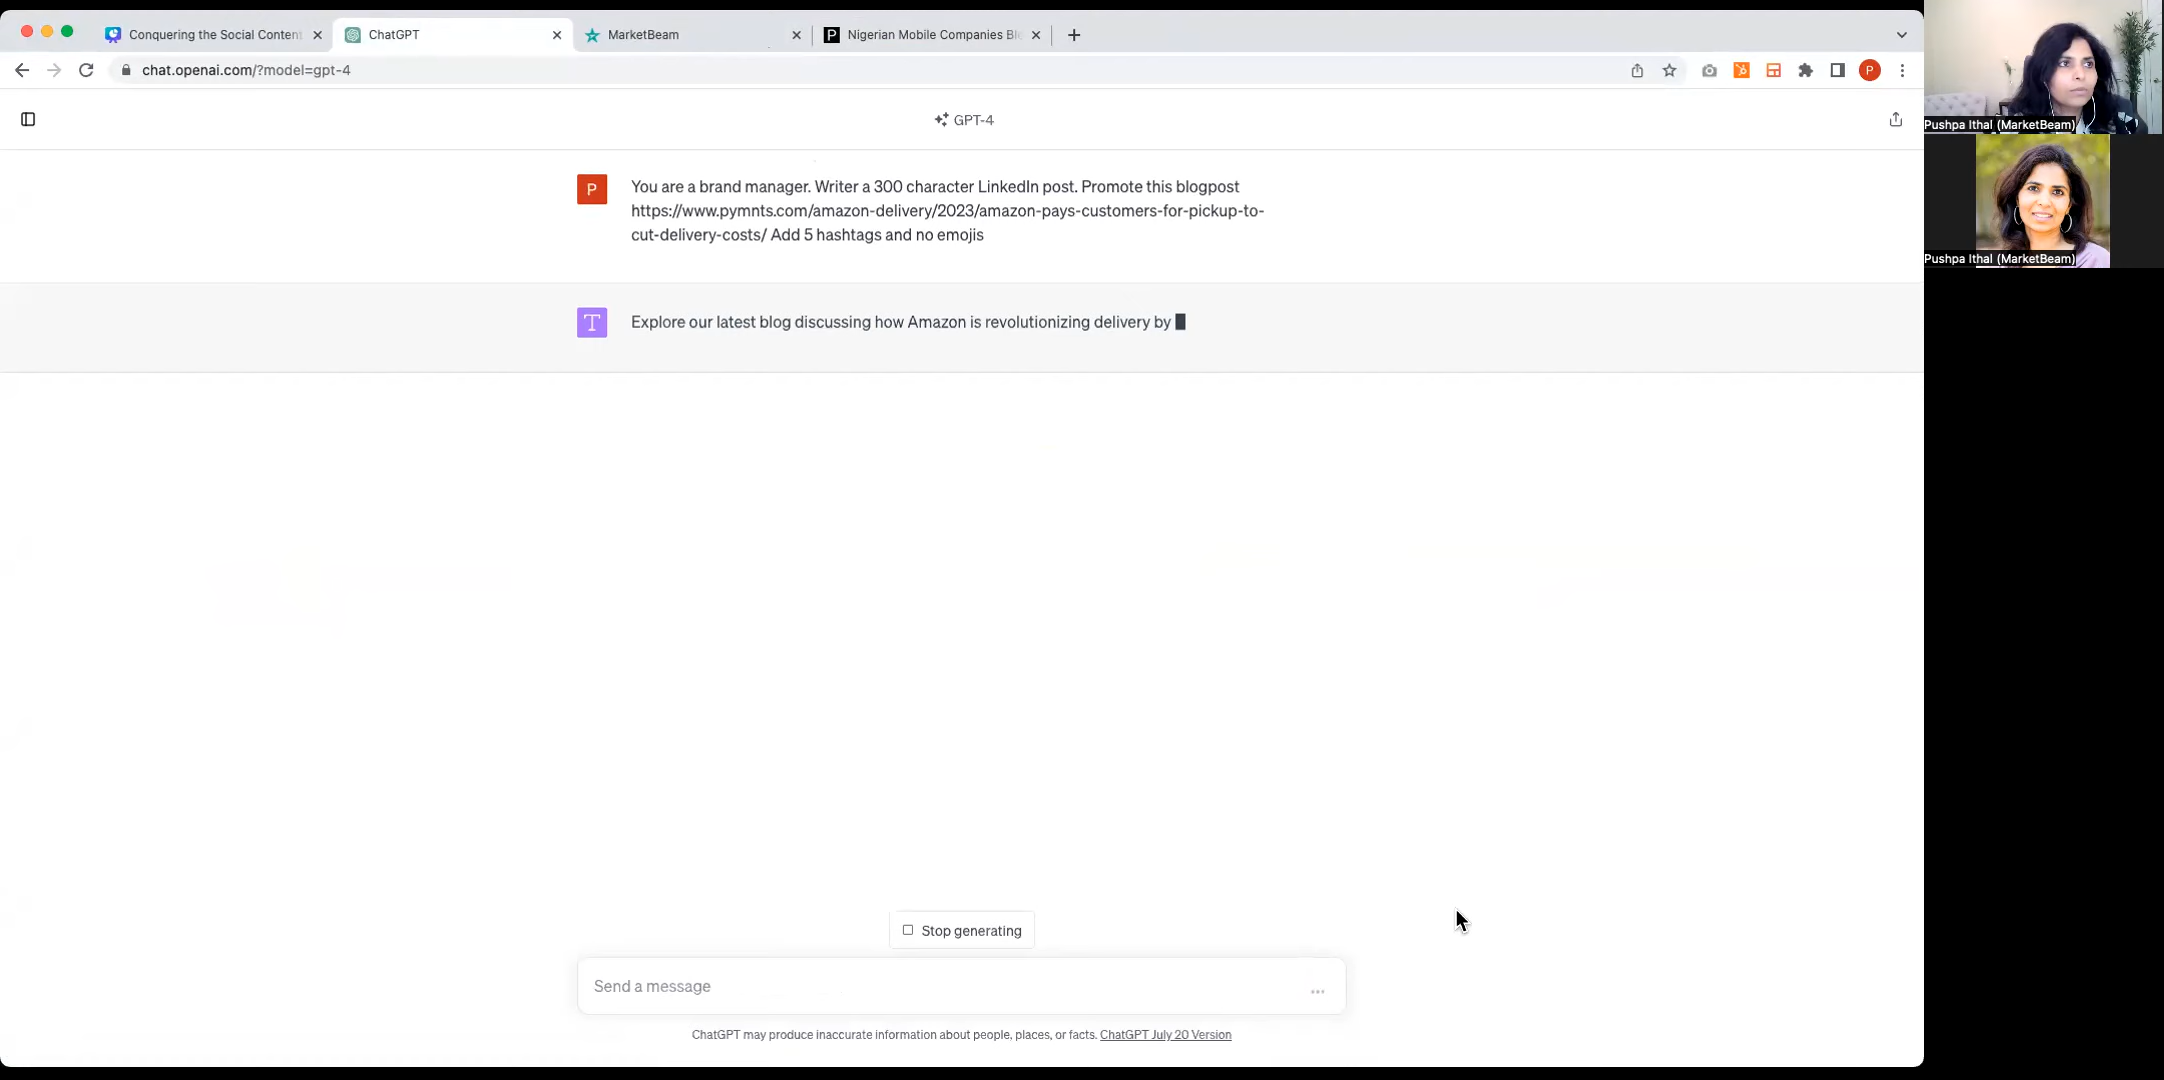 Conquering the Social Content
ChatGPT
MarketBeam
P
Nigerian Mobile Companies Bl
chat.openai.com/?model=gpt-4
P
GPT-4
P
You are a brand manager. Writer a 300 character LinkedIn post. Promote this blogpost
https://www.pymnts.com/amazon-delivery/2023/amazon-pays-customers-for-pickup-to-
cut-delivery-costs/ Add 5 hashtags and no emojis
T
Explore our latest blog discussing how Amazon is revolutionizing delivery by
Stop generating
Send a message
ChatGPT may produce inaccurate information about people, places, or facts. ChatGPT July 20 Version
Pushpa Ithal (MarketBeam)
Pushpa Ithal (MarketBeam)